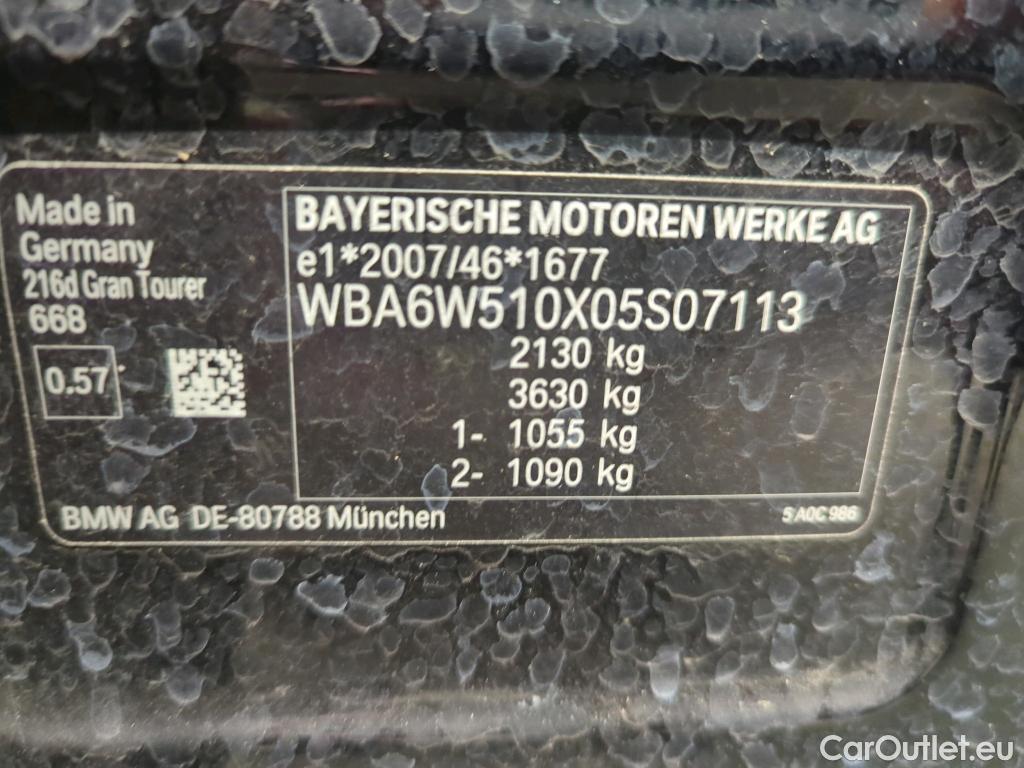 Made in
Germany
216d Gran Tourer
668
0.57
BAYERISCHE MOTOREN WERKE AG
e1*2007/46*1677
WBA6W510X05S07113
2130 kg
3630 kg
1- 1055 kg
2- 1090 kg
BMW AG DE-80788 München
5 A0C 986
CarOutlet.eu